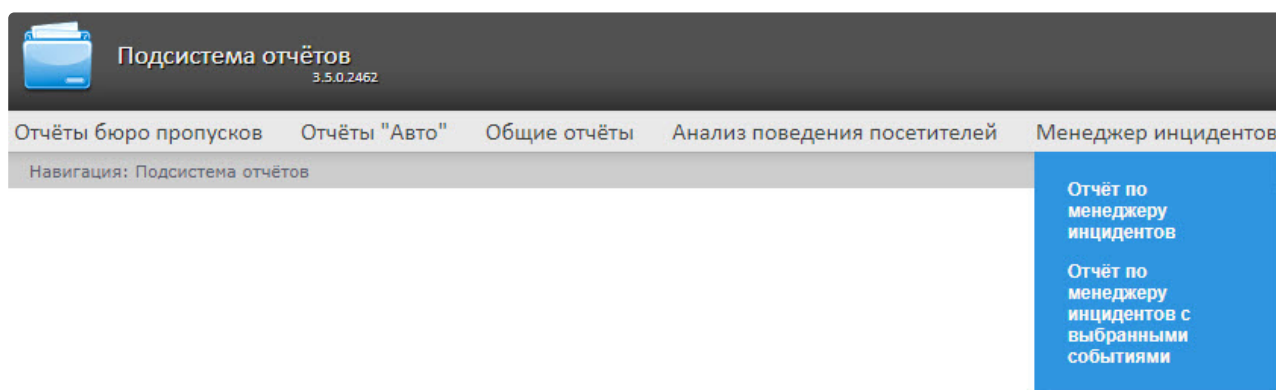 Подсистема отчётов
3.5.0.2462
Отчёты бюро пропусков Отчёты "Авто" Общие отчёты Анализ поведения посетителей Менеджер инцидентов
Навигация: Подсистема отчётов
Отчёт по
менеджеру
инцидентов
Отчёт по
менеджеру
инцидентов с
выбранными
событиями